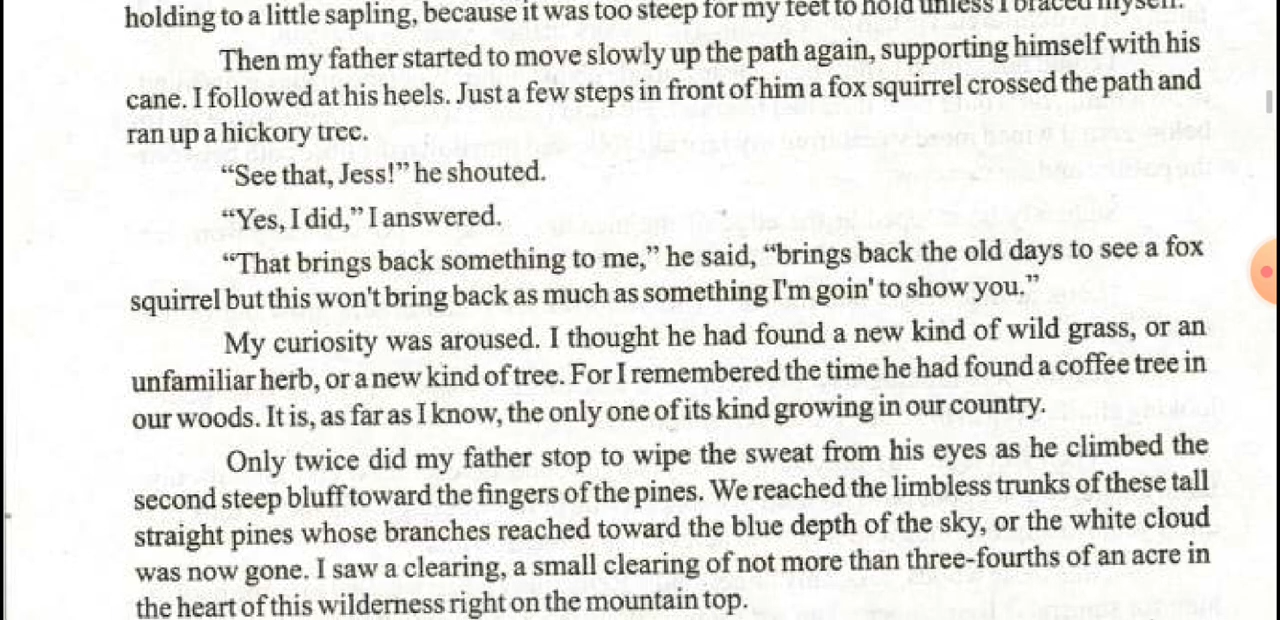 holding to a little sapling, because it was too steep for my feet to hold unless I braced myself.
Then my father started to move slowly up the path again, supporting himself with his
cane. I followed at his heels. Just a few steps in front of him a fox squirrel crossed the path and
ran up a hickory tree.
“See that, Jess!” he shouted.
“Yes, I did,” I answered.
“That brings back something to me,” he said, “brings back the old days to see a fox
squirrel but this won't bring back as much as something I'm goin' to show you.”
My curiosity was aroused. I thought he had found a new kind of wild grass, or an
unfamiliar herb, or a new kind of tree. For I remembered the time he had found a coffee tree in
our woods. It is, as far as I know, the only one of its kind growing in our country.
Only twice did my father stop to wipe the sweat from his eyes as he climbed the
second steep bluff toward the fingers of the pines. We reached the limbless trunks of these tall
straight pines whose branches reached toward the blue depth of the sky, or the white cloud
was now gone. I saw a clearing, a small clearing of not more than three-fourths of an acre in
the heart of this wilderness right on the mountain top.